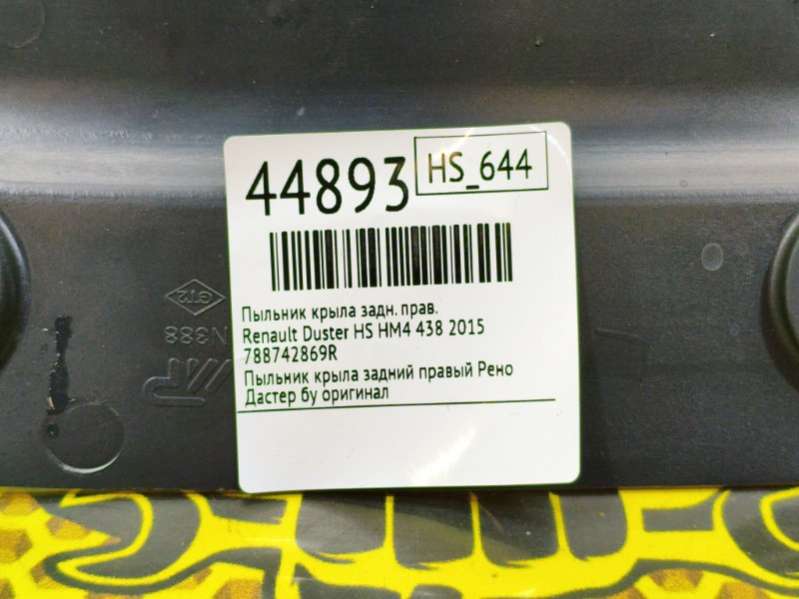 44893 HS_644
Пыльник крыла задн. прав.
Renault Duster HS HM4 438 2015
788742869R
Пыльник крыла задний правый Рено
Дастер бу оригинал
GT2
N388